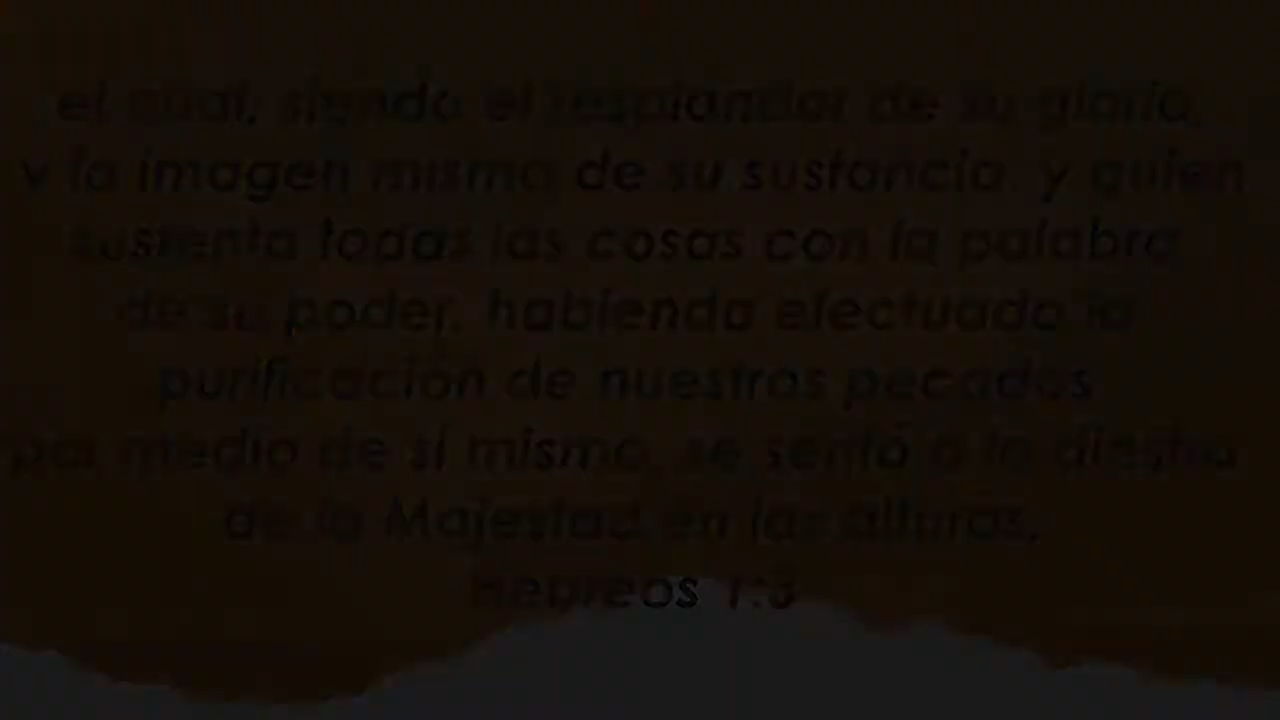 el cual, siendo el resplandor de su gloria,
y la imagen misma de su sustancia, y quien
sustenta todas las cosas con la palabra
de su poder, habiendo efectuado la
purificación de nuestros pecados
por medio de sí mismo, se sentó a la diestra
de la Majestad en las alturas,
Hebreos 1:3